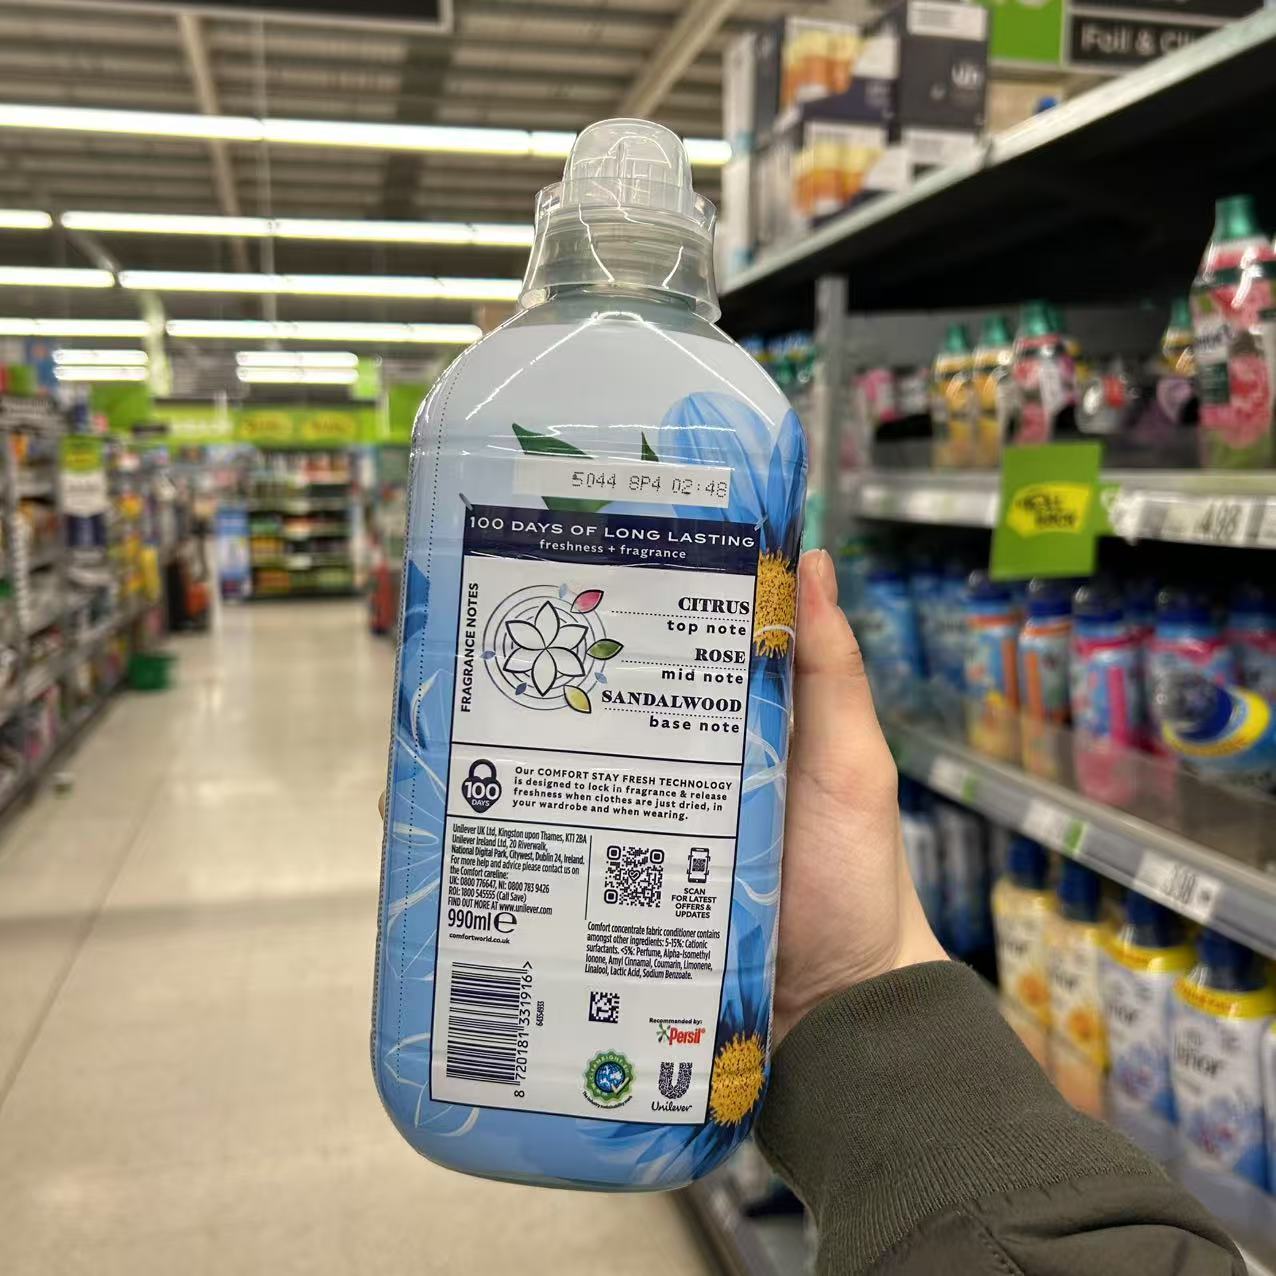 Foil & Cli
5044 8P4 02:48
100 DAYS OF LONG LASTING
freshness + fragrance
FRAGRANCE NOTES
CITRUS
top note
ROSE
mid note
SANDALWOOD
base note
100
DAYS
Our COMFORT STAY FRESH TECHNOLOGY
is designed to lock in fragrance & release
freshness when clothes are just dried, in
your wardrobe and when wearing.
Unilever UK Ltd, Kingston upon Thames, KT1 2BA
Unilever Ireland Ltd, 20 Riverwalk,
National Digital Park, Citywest, Dublin 24, Ireland.
For more help and advice please contact us on
the Comfort careline:
UK: 0800 776647, NI: 0800 783 9426
ROI: 1800 545555 (Call Save)
FIND OUT MORE AT www.unilever.com
990ml e
comfortworld.co.uk
SCAN
FOR LATEST
OFFERS &
UPDATES
Comfort concentrate fabric conditioner contains
amongst other ingredients: 5-15%: Cationic
surfactants. <5%: Perfume, Alpha-Isomethyl
Ionone, Amyl Cinnamal, Coumarin, Limonene,
Linalool, Lactic Acid, Sodium Benzoate.
8 720181 331916 >
Recommended by:
Persil
Unilever
4.98